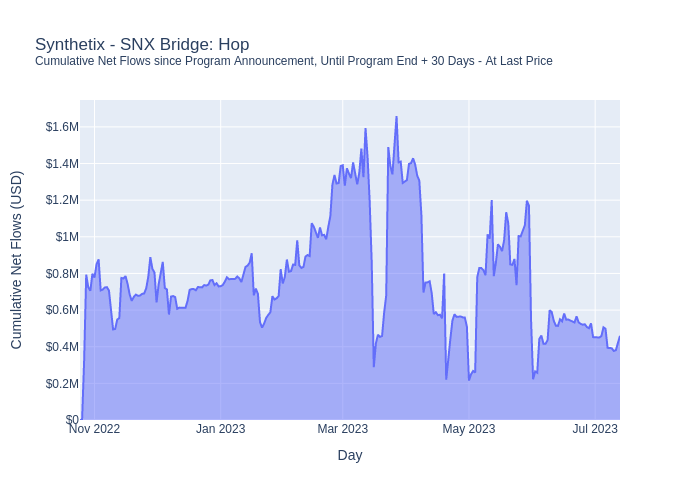 Synthetix - SNX Bridge: Hop
Cumulative Net Flows since Program Announcement, Until Program End + 30 Days - At Last Price
Cumulative Net Flows (USD)
$1.6M
$1.4M
$1.2M
$1M
$0.8M
$0.6M
$0.4M
$0.2M
$0
Nov 2022
Jan 2023
Mar 2023
May 2023
Jul 2023
Day